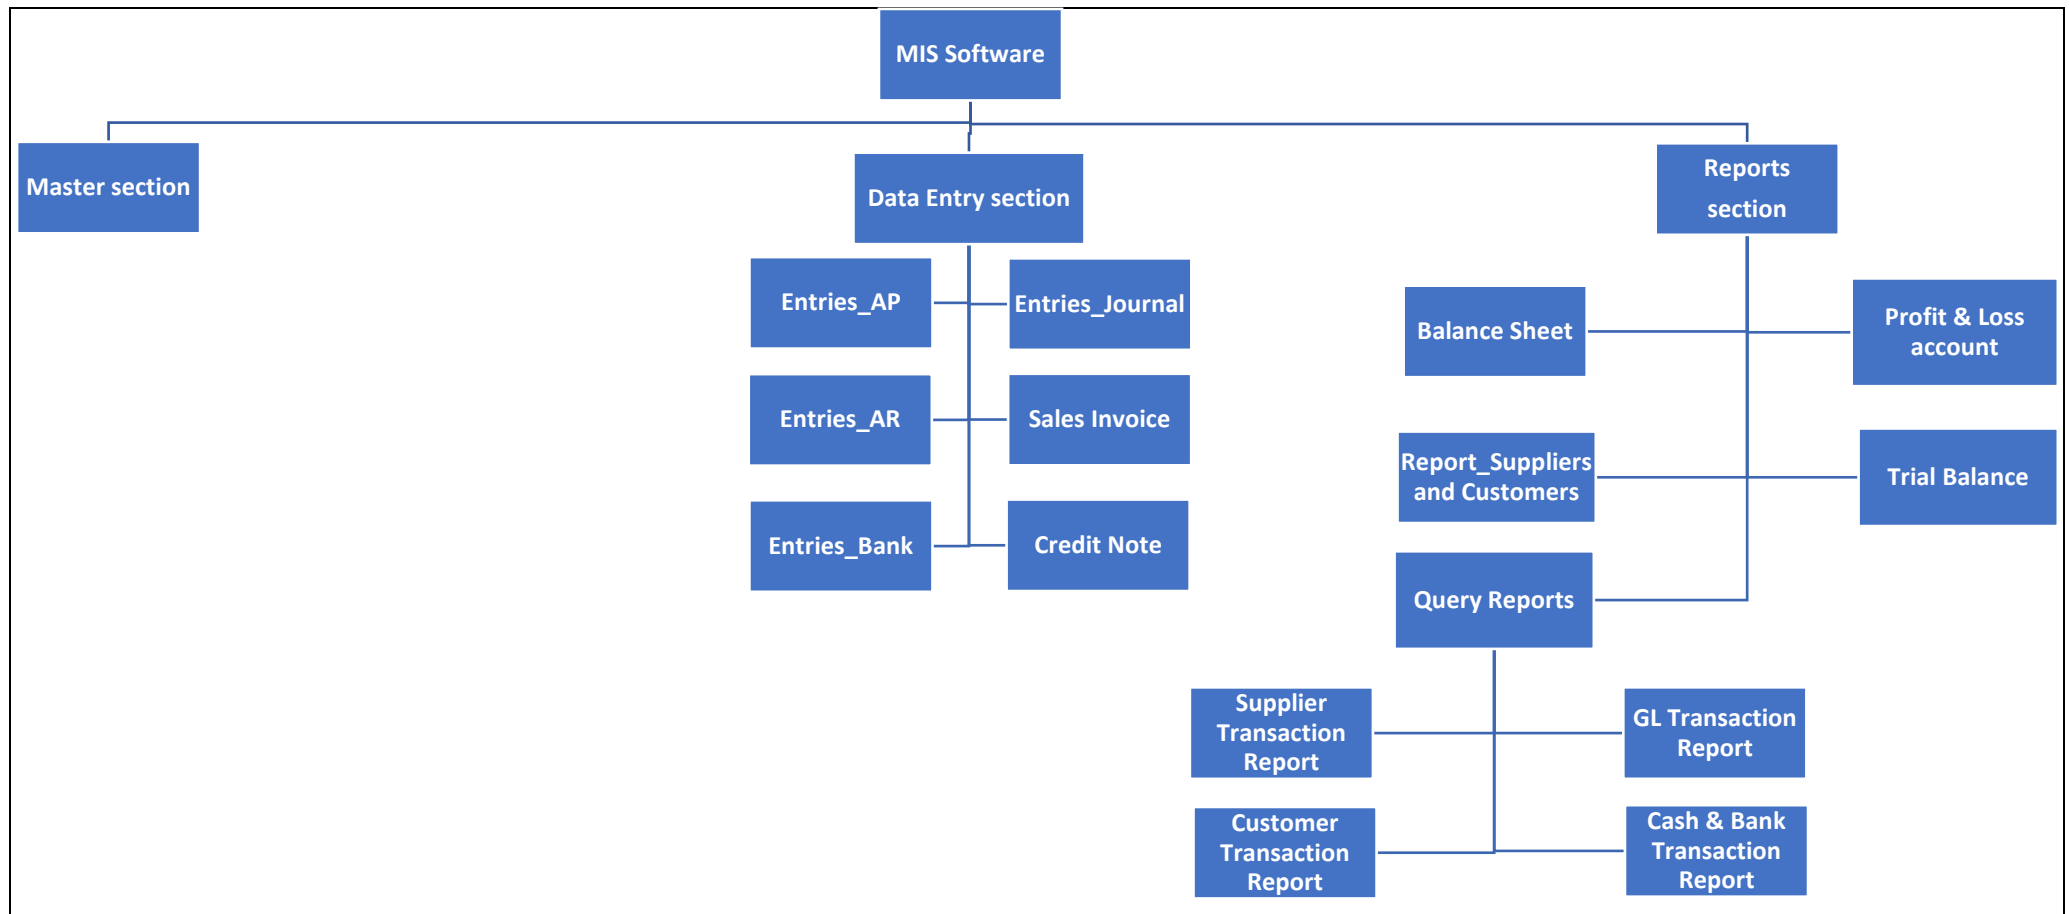 MIS Software
Master section
Data Entry section
Reports
section
Entries_AP
Entries_Journal
Balance Sheet
Profit & Loss
account
Entries_AR
Sales Invoice
Report_Suppliers
and Customers
Trial Balance
Entries_Bank
Credit Note
Query Reports
Supplier
Transaction
Report
GL Transaction
Report
Customer
Transaction
Report
Cash & Bank
Transaction
Report